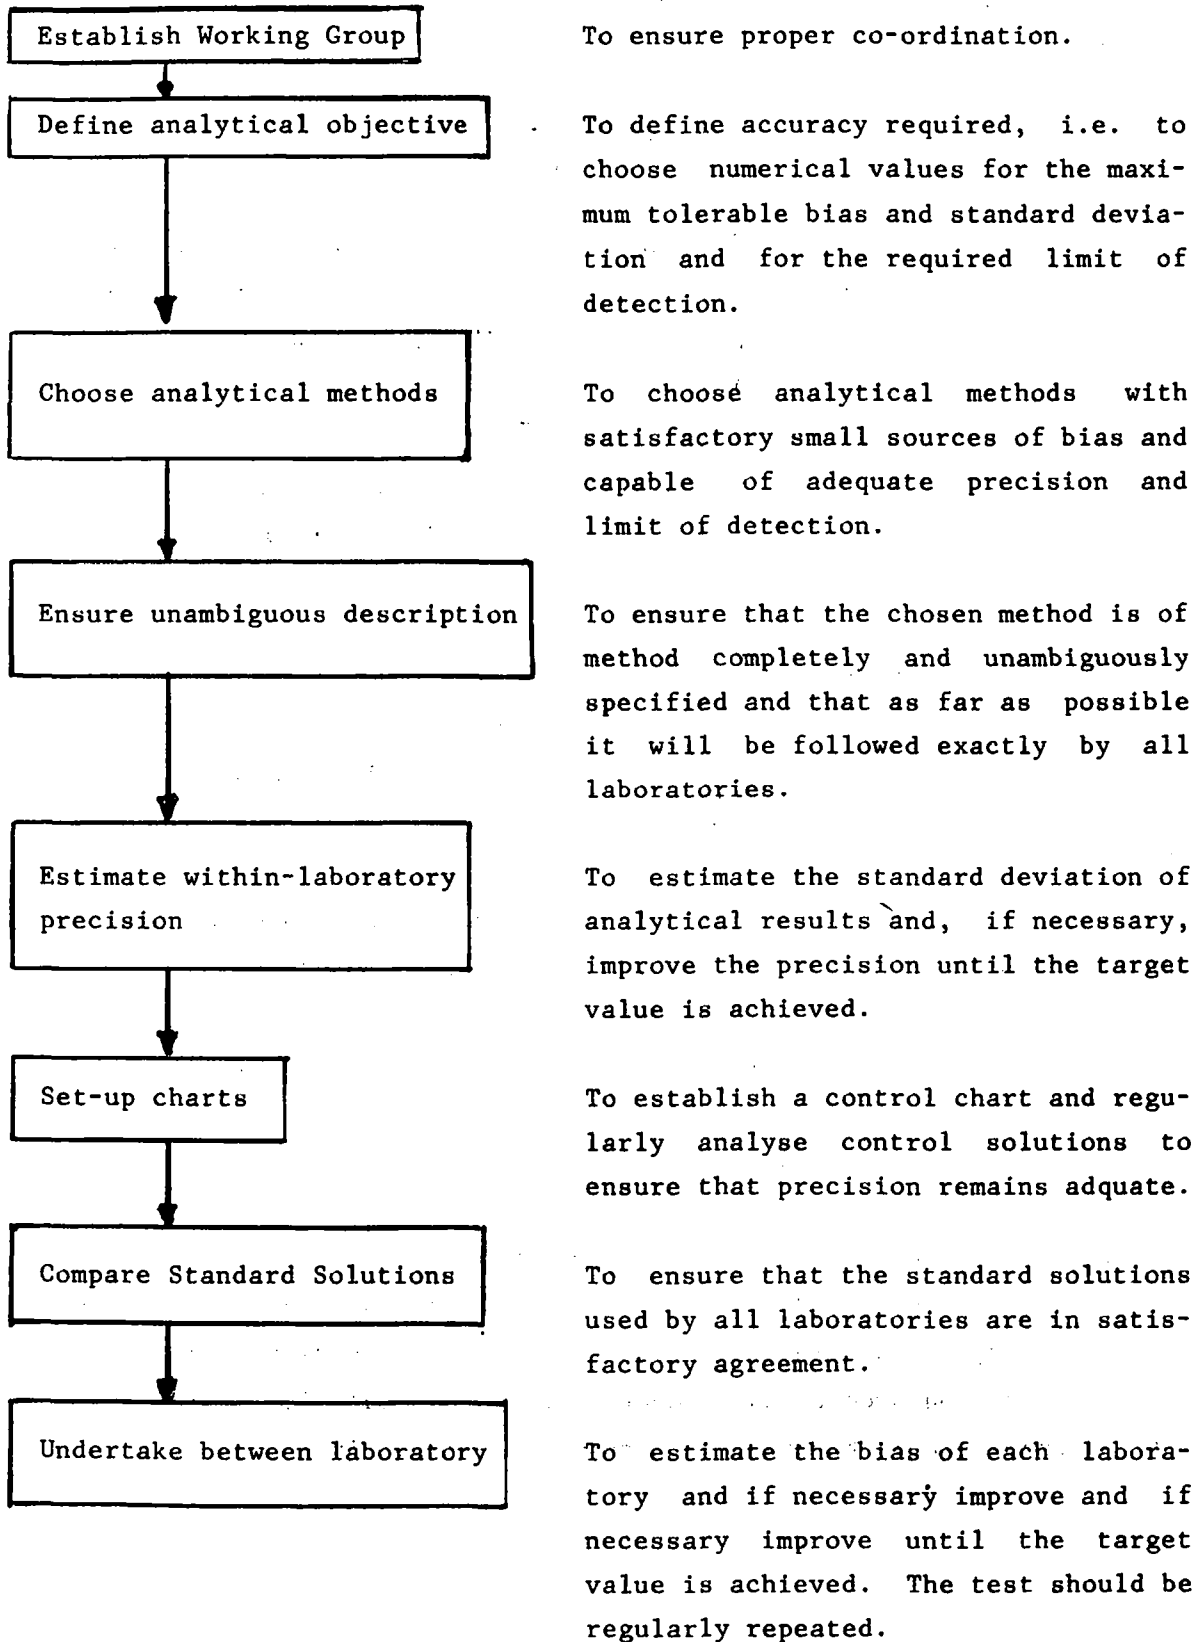 Establish Working Group
To ensure proper co-ordination.
Define analytical objective
To define accuracy required, i.e. to
choose numerical values for the maxi-
mum tolerable bias and standard devia-
tion and for the required limit of
detection.
Choose analytical methods
To choose analytical methods with
satisfactory small sources of bias and
capable of adequate precision and
limit of detection.
Ensure unambiguous description
To ensure that the chosen method is of
method completely and unambiguously
specified and that as far as possible
it will be followed exactly by all
laboratories.
Estimate within-laboratory
precision
To estimate the standard deviation of
analytical results and, if necessary,
improve the precision until the target
value is achieved.
Set-up charts
To establish a control chart and regu-
larly analyse control solutions to
ensure that precision remains adquate.
Compare Standard Solutions
To ensure that the standard solutions
used by all laboratories are in satis-
factory agreement.
Undertake between laboratory
To estimate the bias of each labora-
tory and if necessary improve and if
necessary improve until the target
value is achieved. The test should be
regularly repeated.